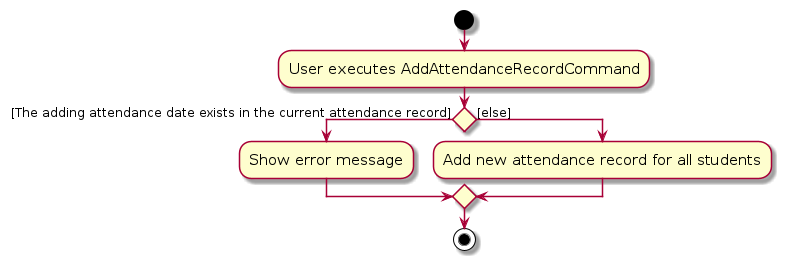 User executes AddAttendanceRecordCommand
[The adding attendance date exists in the current attendance record]
[else]
Show error message
Add new attendance record for all students